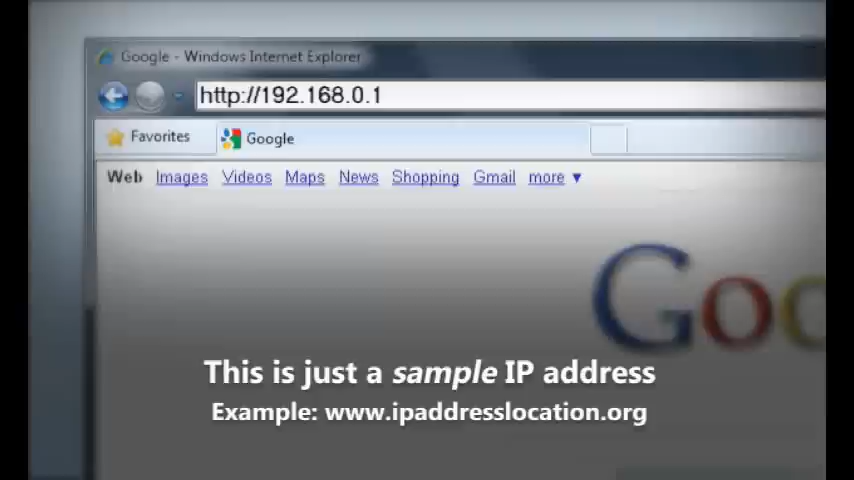 Google - Windows Internet Explorer
http://192.168.0.1
Favorites
Google
Web Images Videos Maps News Shopping Gmail more ▼
Goo
This is just a sample IP address
Example: www.ipaddresslocation.org